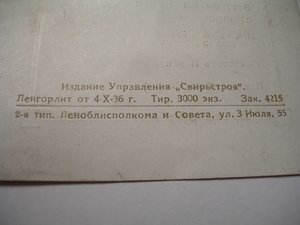 Издание Управления „Свирьстроя".
Ленгорлит от 4-X-36 г. Тир. 3000 экз. Зак. 4215
2-я тип. Леноблисполкома и Совета, ул. 3 Июля, 55